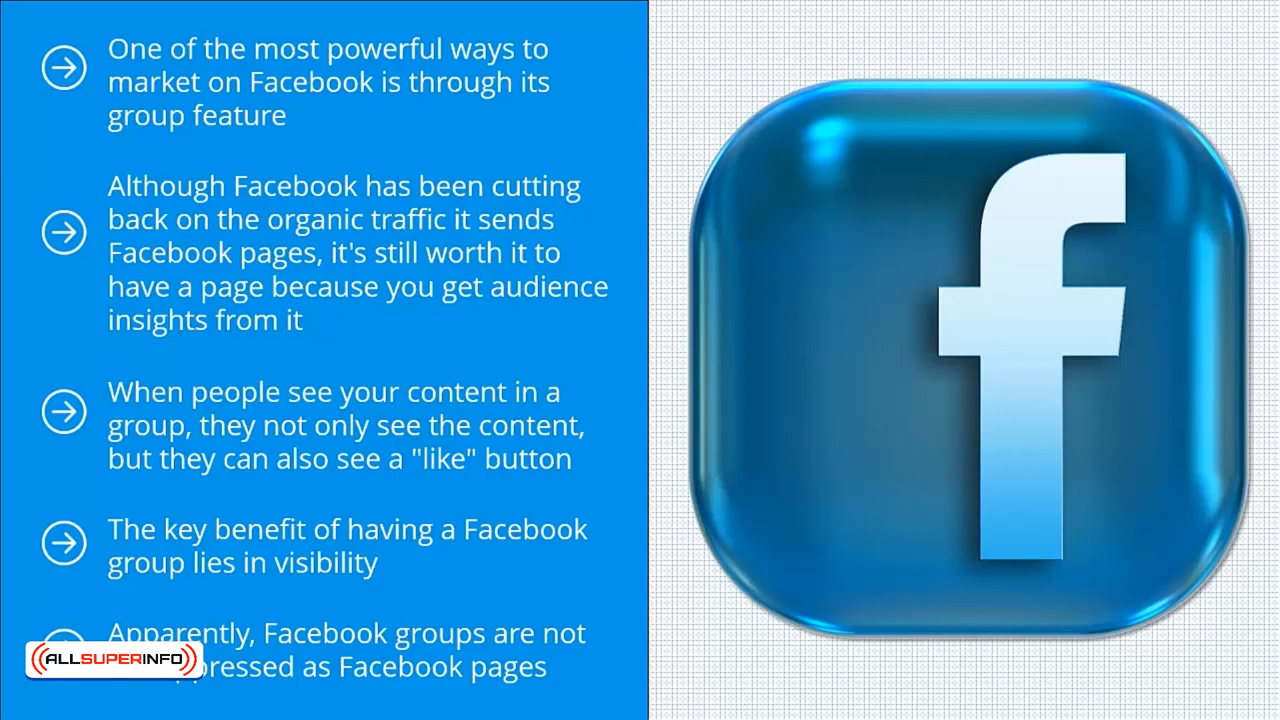 One of the most powerful ways to
market on Facebook is through its
group feature
Although Facebook has been cutting
back on the organic traffic it sends
Facebook pages, it's still worth it to
have a page because you get audience
insights from it
When people see your content in a
group, they not only see the content,
but they can also see a "like" button
The key benefit of having a Facebook
group lies in visibility
Apparently, Facebook groups are not
as Facebook pages
ALLSUPERINFO
f